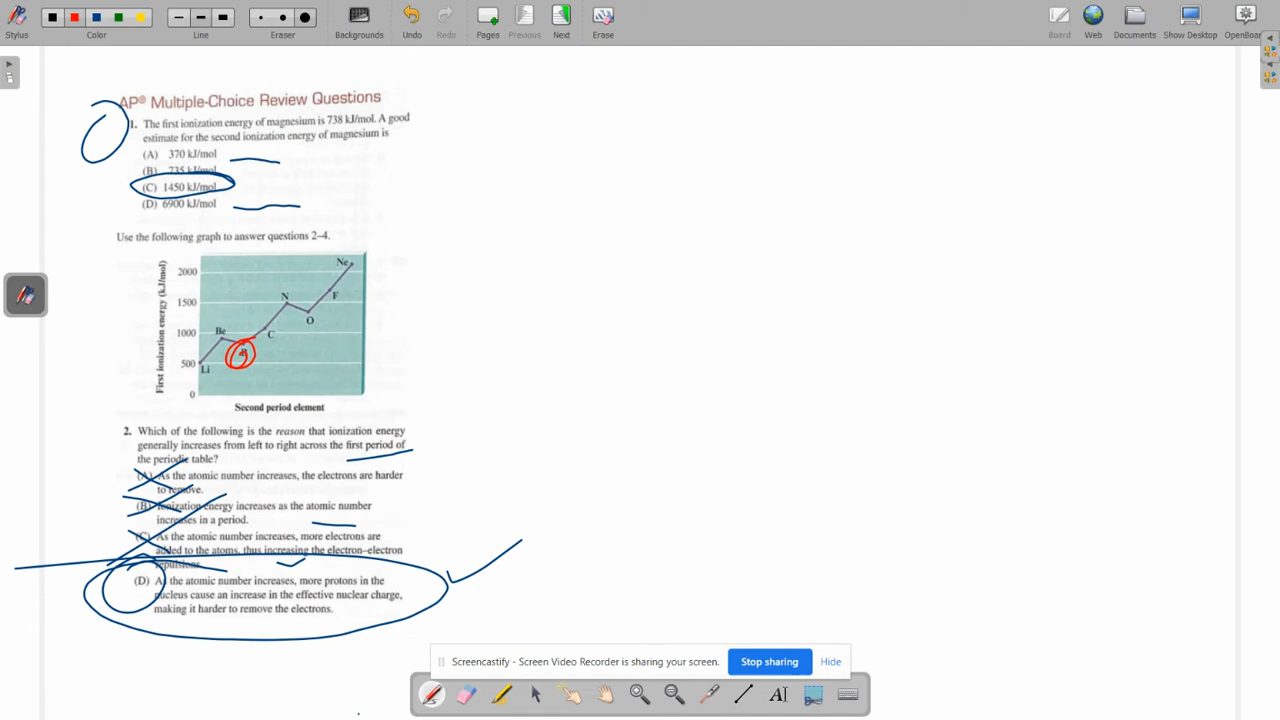 Stylus
Color
Line
Eraser
Backgrounds
Undo
Redo
Pages
Previous
Next
Erase
Board
Web
Documents
Show Desktop
OpenBoar
AP® Multiple-Choice Review Questions
1. The first ionization energy of magnesium is 738 kJ/mol. A good
estimate for the second ionization energy of magnesium is
(A) 370 kJ/mol
(B) 735 kJ/mol
(C) 1450 kJ/mol
(D) 6900 kJ/mol
Use the following graph to answer questions 2–4.
First ionization energy (kJ/mol)
2000
1500
1000
500
0
Li
Be
B
C
N
O
F
Ne
Second period element
2. Which of the following is the reason that ionization energy
generally increases from left to right across the first period of
the periodic table?
(A) As the atomic number increases, the electrons are harder
to remove.
(B) Ionization energy increases as the atomic number
increases in a period.
(C) As the atomic number increases, more electrons are
added to the atoms, thus increasing the electron–electron
repulsions.
(D) As the atomic number increases, more protons in the
nucleus cause an increase in the effective nuclear charge,
making it harder to remove the electrons.
Screencastify - Screen Video Recorder is sharing your screen.
Stop sharing
Hide